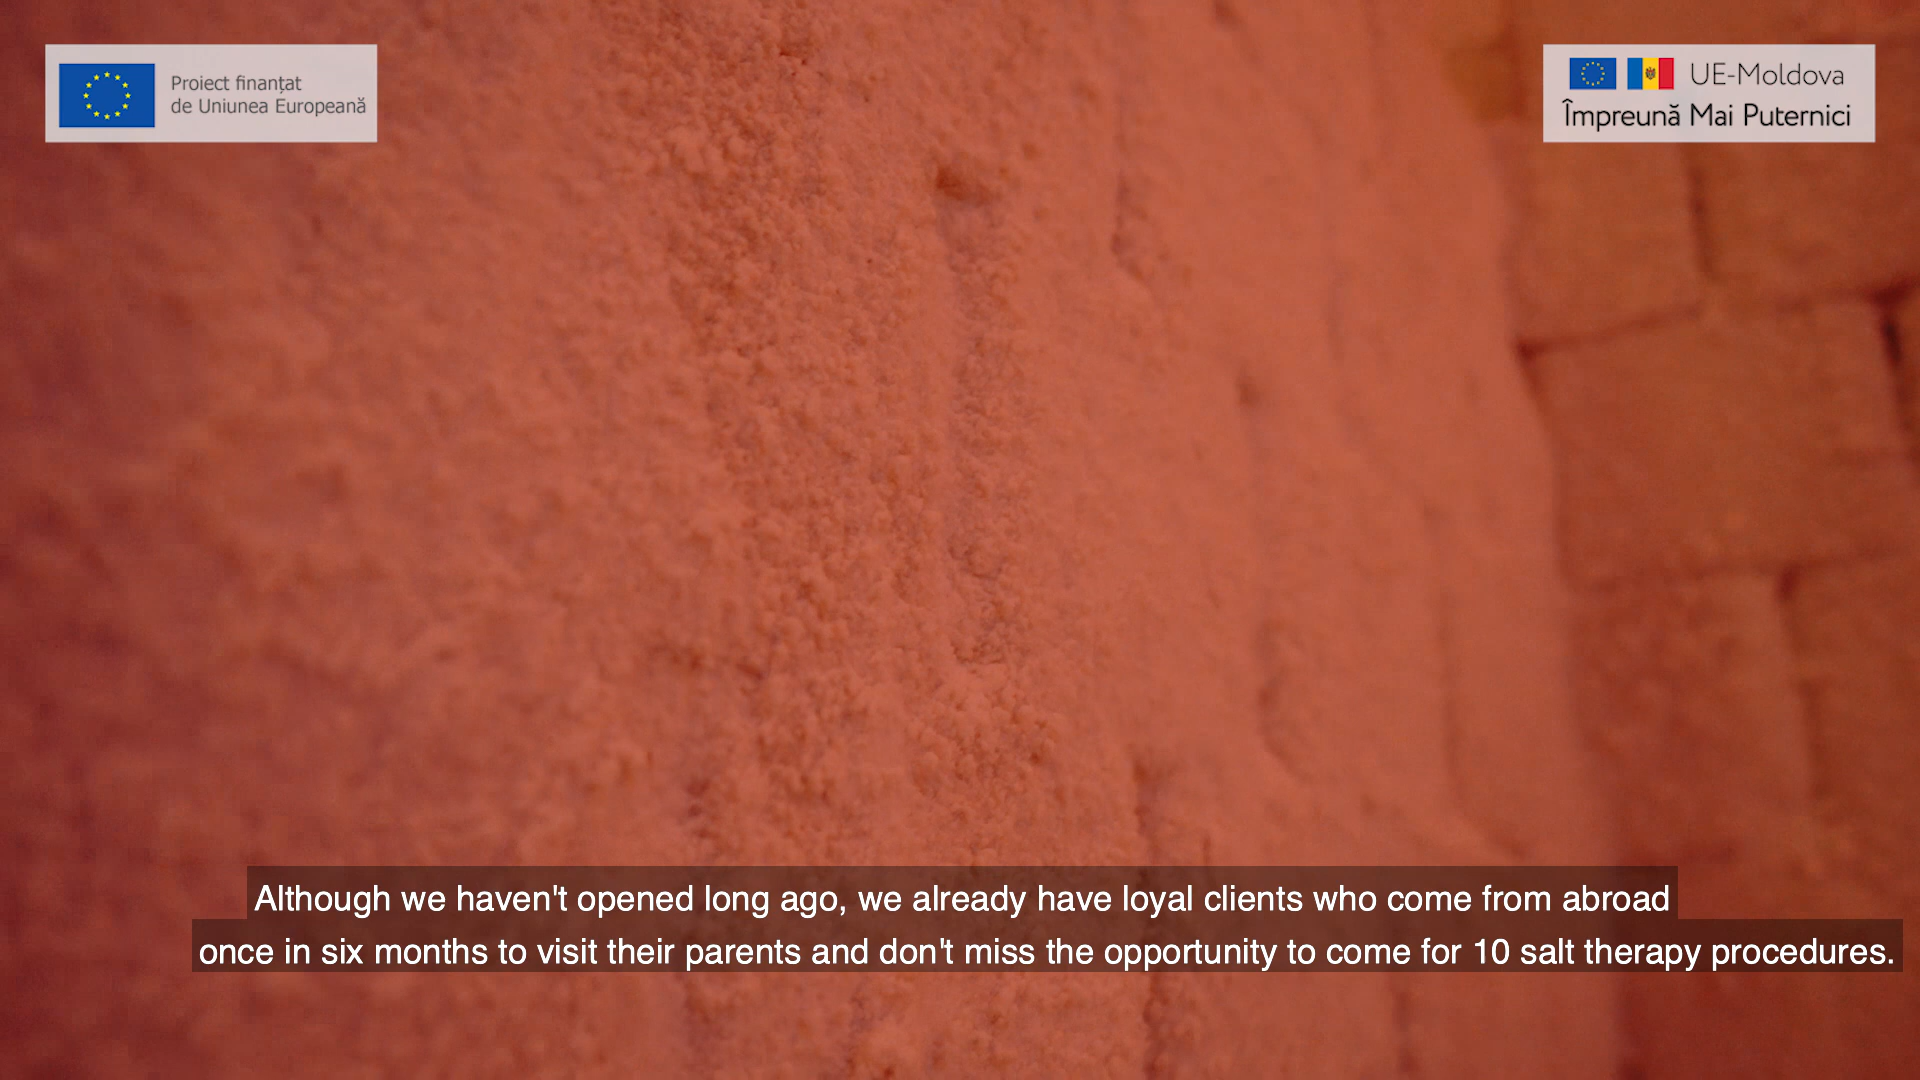 Proiect finanțat
de Uniunea Europeană
UE-Moldova
Împreună Mai Puternici
Although we haven't opened long ago, we already have loyal clients who come from abroad
once in six months to visit their parents and don't miss the opportunity to come for 10 salt therapy procedures.